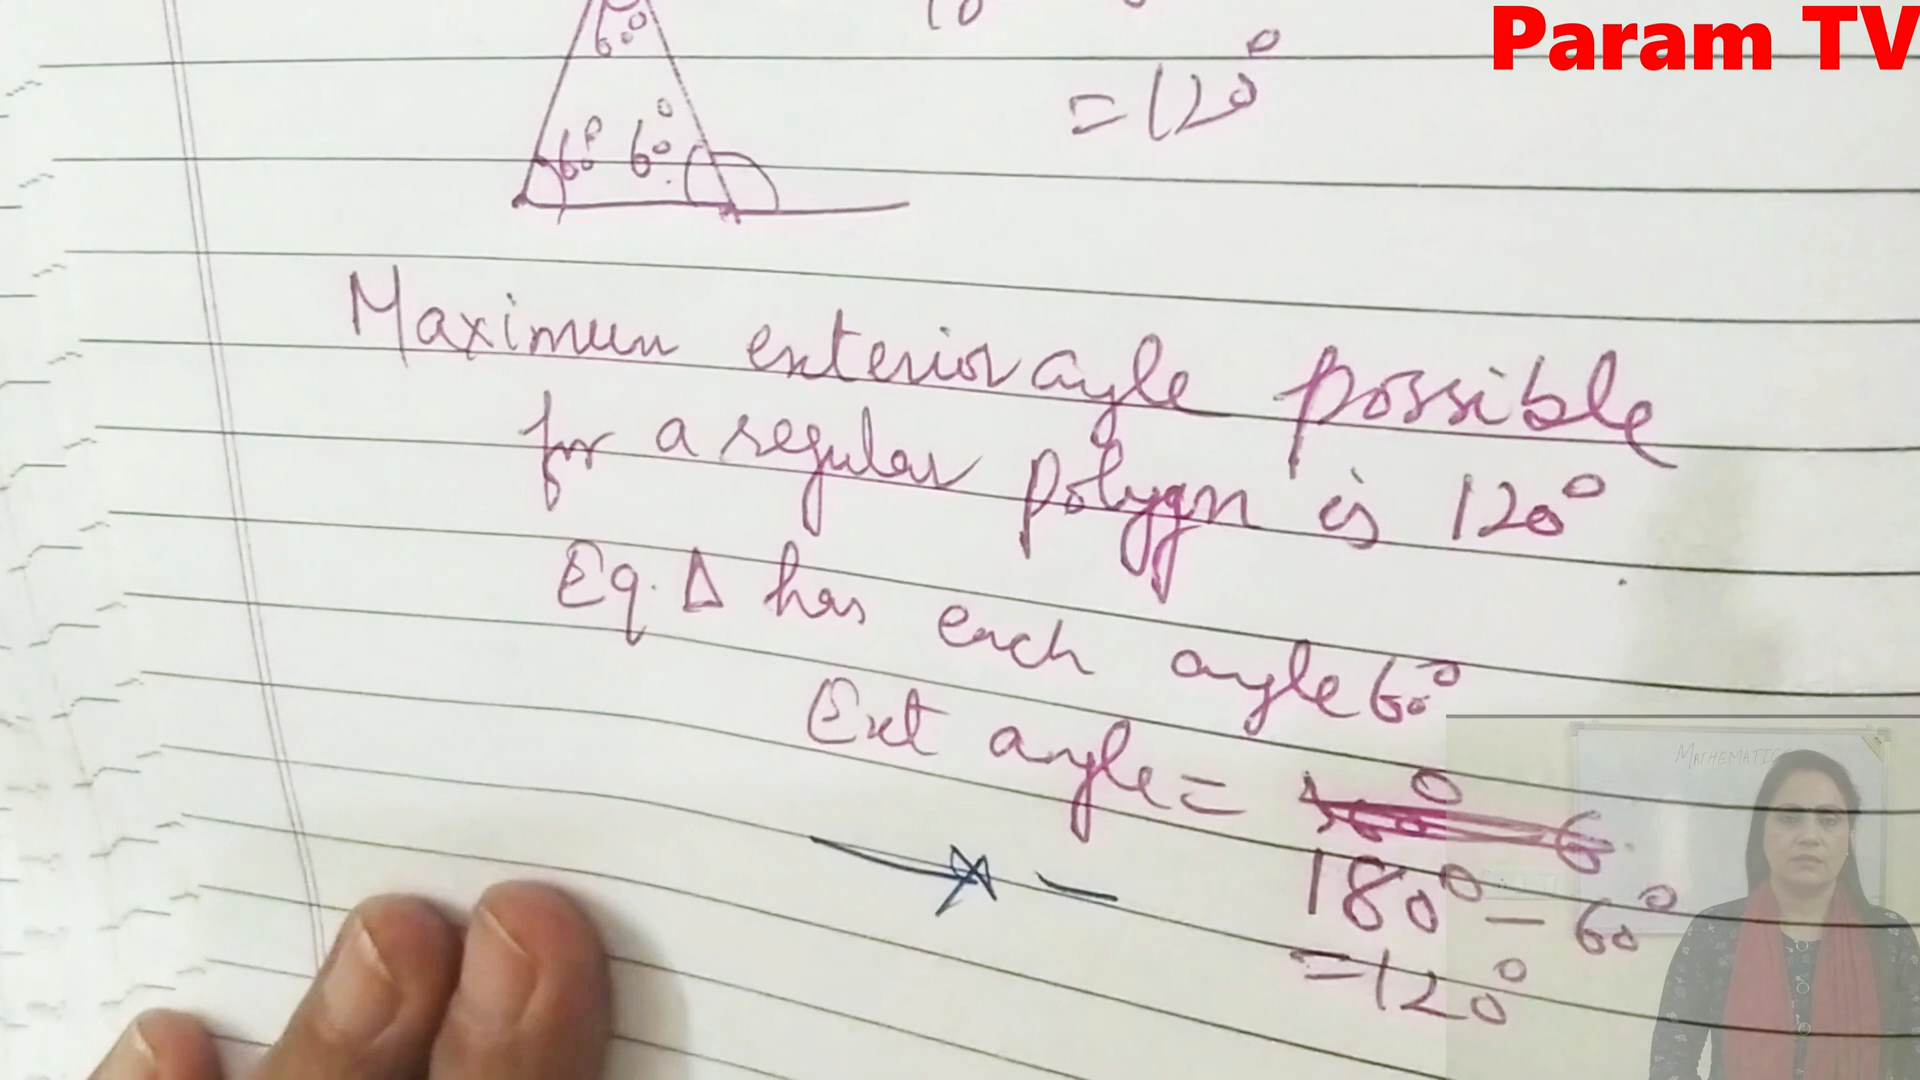 Param TV
60°
= 120°
60° 60°
Maximum exterior angle possible
for a regular polygon is 120°
Eq. Δ has each angle 60°
Ext angle =
180° - 60°
= 120°
MATHEMATICS